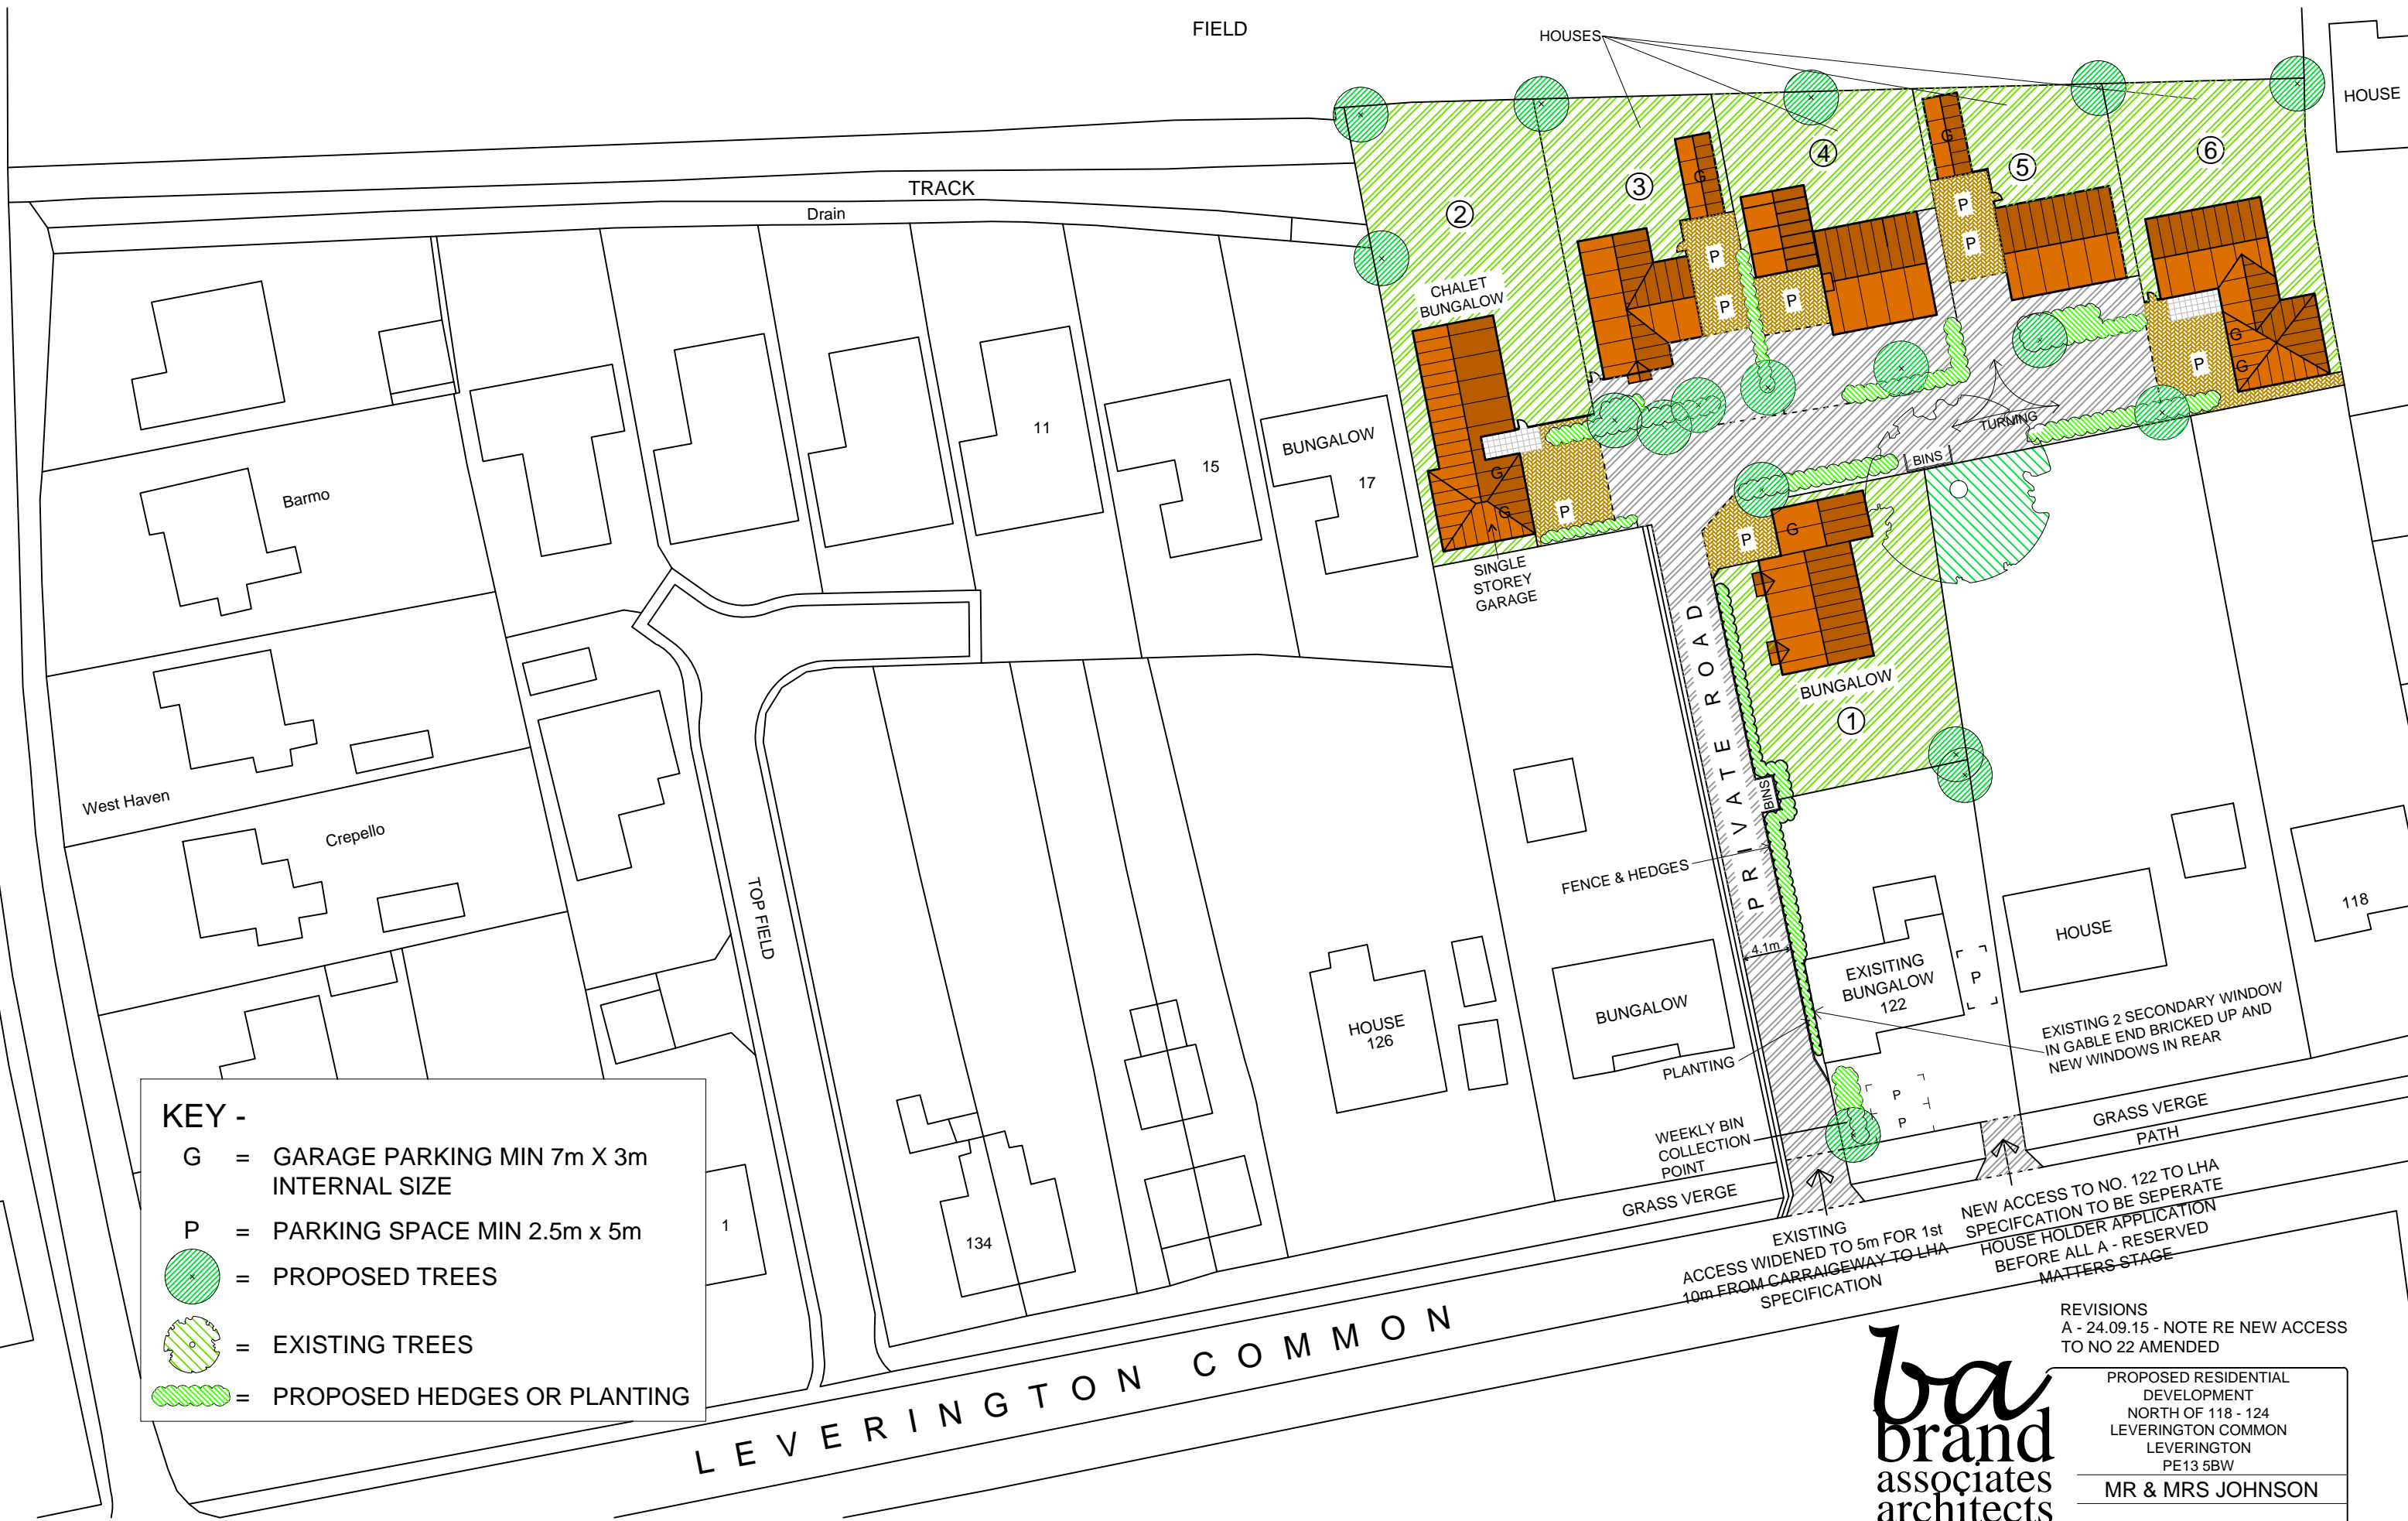 FIELD
HOUSES
HOUSE
TRACK
Drain
2
3
4
5
6
G
G
P
P
P
P
P
P
P
G
G
CHALET
BUNGALOW
G
G
P
SINGLE
STOREY
GARAGE
TURNING
BINS
P
G
BUNGALOW
1
11
15
BUNGALOW
17
Barmo
West Haven
Crepello
TOP FIELD
PRIVATE ROAD
BINS
FENCE & HEDGES
4.1m
118
HOUSE
EXISITING
BUNGALOW
122
P
HOUSE
126
BUNGALOW
PLANTING
EXISTING 2 SECONDARY WINDOW
IN GABLE END BRICKED UP AND
NEW WINDOWS IN REAR
P
P
WEEKLY BIN
COLLECTION
POINT
GRASS VERGE
GRASS VERGE
PATH
1
134
EXISTING
ACCESS WIDENED TO 5m FOR 1st
10m FROM CARRAIGEWAY TO LHA
SPECIFICATION
NEW ACCESS TO NO. 122 TO LHA
SPECIFCATION TO BE SEPERATE
HOUSE HOLDER APPLICATION
BEFORE ALL A - RESERVED
MATTERS STAGE
LEVERINGTON COMMON
KEY -
G = GARAGE PARKING MIN 7m X 3m
INTERNAL SIZE
P = PARKING SPACE MIN 2.5m x 5m
= PROPOSED TREES
= EXISTING TREES
= PROPOSED HEDGES OR PLANTING
REVISIONS
A - 24.09.15 - NOTE RE NEW ACCESS
TO NO 22 AMENDED
ba
brand
associates
architects
PROPOSED RESIDENTIAL
DEVELOPMENT
NORTH OF 118 - 124
LEVERINGTON COMMON
LEVERINGTON
PE13 5BW
MR & MRS JOHNSON